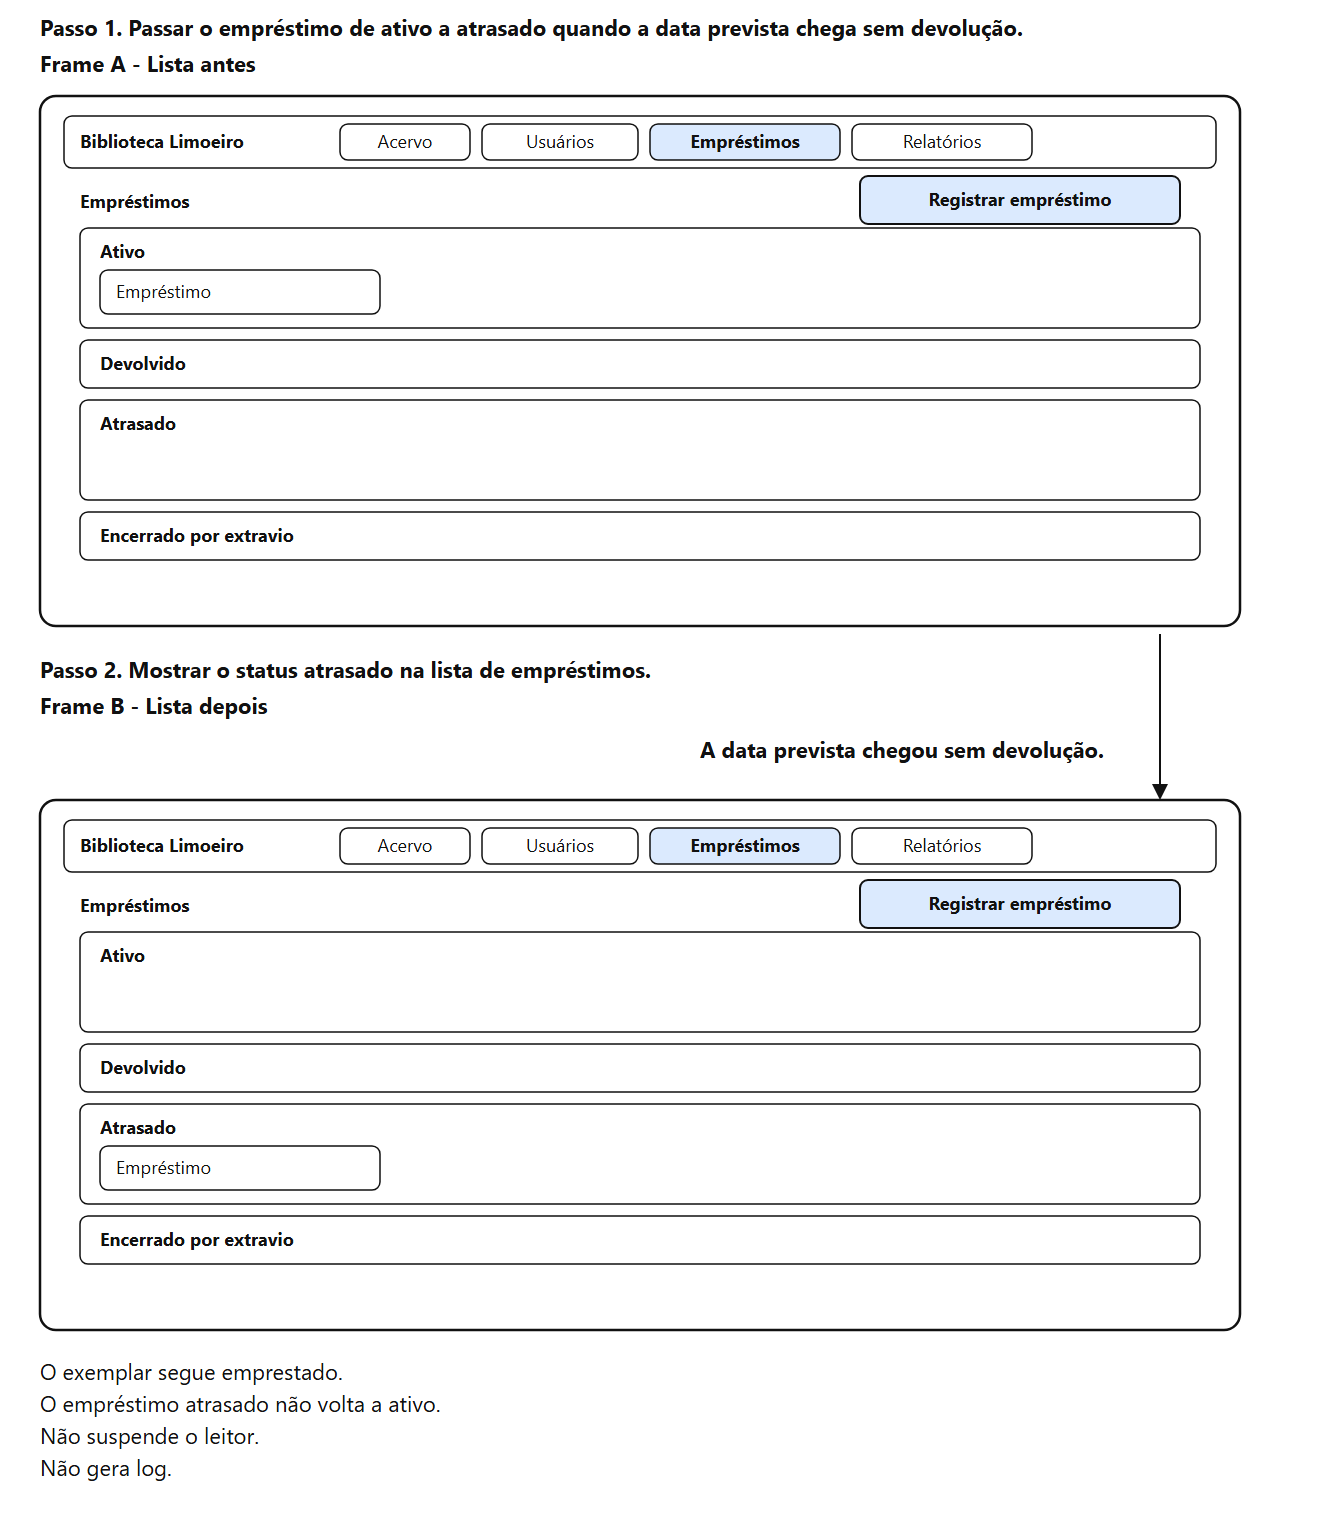 Passo 1. Passar o empréstimo de ativo a atrasado quando a data prevista chega sem devolução.
Frame A - Lista antes
Biblioteca Limoeiro Acervo Usuários Empréstimos Relatórios
Empréstimos Registrar empréstimo
Ativo
Empréstimo
Devolvido
Atrasado
Encerrado por extravio
Passo 2. Mostrar o status atrasado na lista de empréstimos.
Frame B - Lista depois
A data prevista chegou sem devolução.
Biblioteca Limoeiro Acervo Usuários Empréstimos Relatórios
Empréstimos Registrar empréstimo
Ativo
Devolvido
Atrasado
Empréstimo
Encerrado por extravio
O exemplar segue emprestado.
O empréstimo atrasado não volta a ativo.
Não suspende o leitor.
Não gera log.